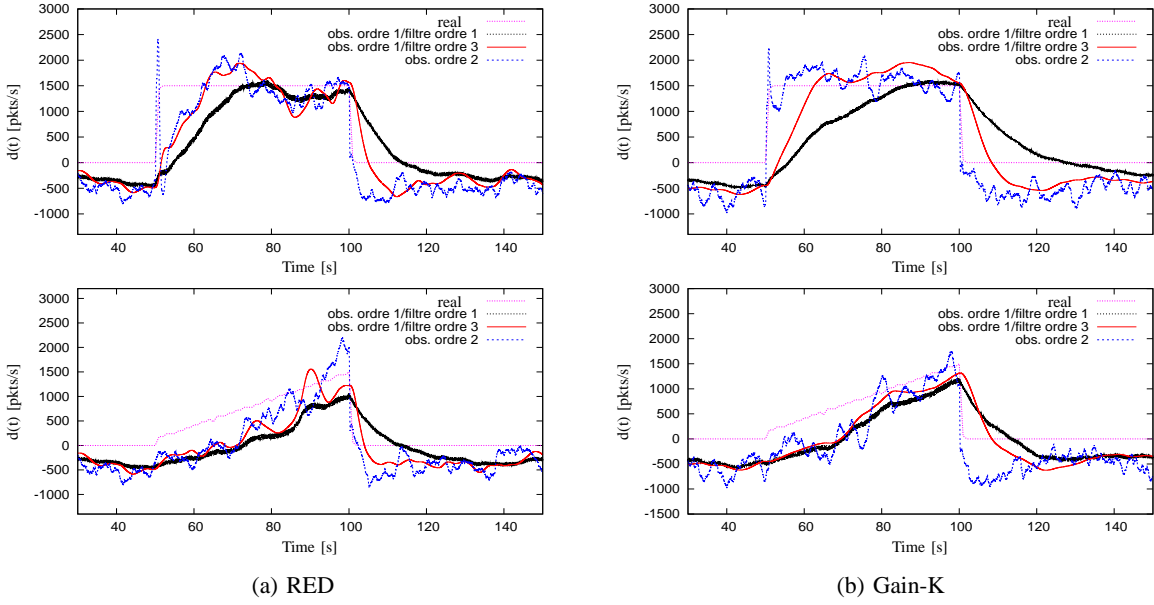 3000
2500
2000
1500
1000
500
0
-500
-1000
d(t) [pkts/s]
40 60 80 100 120 140
Time [s]
real
obs. ordre 1/filtre ordre 1
obs. ordre 1/filtre ordre 3
obs. ordre 2
3000
2500
2000
1500
1000
500
0
-500
-1000
d(t) [pkts/s]
40 60 80 100 120 140
Time [s]
real
obs. ordre 1/filtre ordre 1
obs. ordre 1/filtre ordre 3
obs. ordre 2
3000
2500
2000
1500
1000
500
0
-500
-1000
d(t) [pkts/s]
40 60 80 100 120 140
Time [s]
real
obs. ordre 1/filtre ordre 1
obs. ordre 1/filtre ordre 3
obs. ordre 2
3000
2500
2000
1500
1000
500
0
-500
-1000
-1500
d(t) [pkts/s]
40 60 80 100 120 140
Time [s]
real
obs. ordre 1/filtre ordre 1
obs. ordre 1/filtre ordre 3
obs. ordre 2
(a) RED
(b) Gain-K